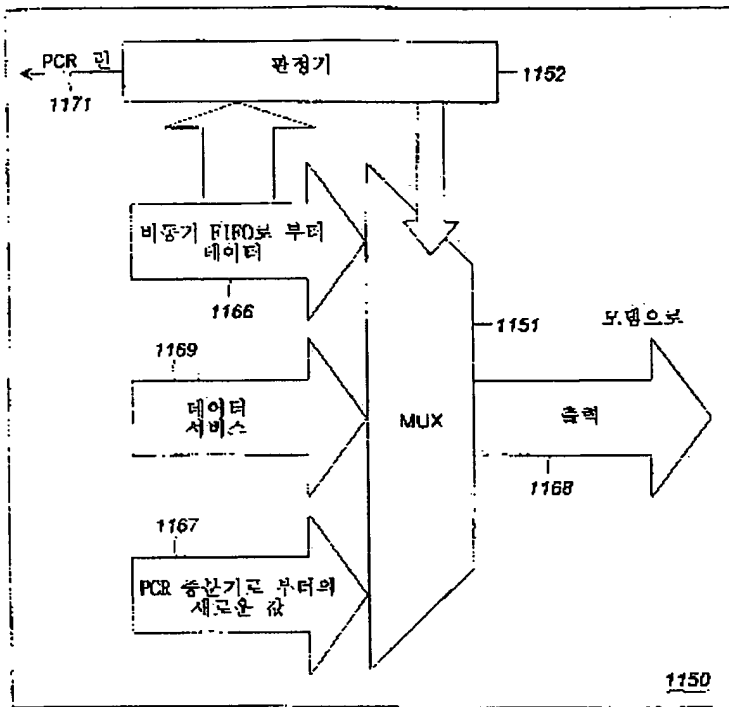 PCR 린
1171
판정기
1152
비동기 FIFO로 부터
데이터
1166
1151
모뎀으로
1169
데이터
서비스
MUX
출력
1168
1167
PCR 증산기로 부터의
새로운 값
1150